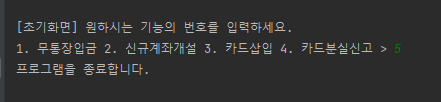 [초기화면] 원하시는 기능의 번호를 입력하세요.
1. 무통장입금 2. 신규계좌개설 3. 카드삽입 4. 카드분실신고 > 5
프로그램을 종료합니다.